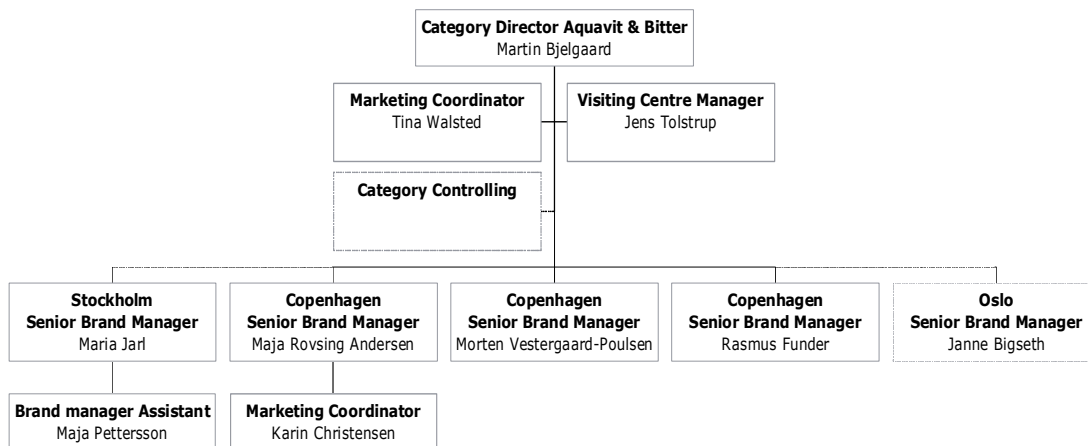 Category Director Aquavit & Bitter
Martin Bjelgaard
Marketing Coordinator
Tina Walsted
Visiting Centre Manager
Jens Tolstrup
Category Controlling
Stockholm
Senior Brand Manager
Maria Jarl
Copenhagen
Senior Brand Manager
Maja Rovsing Andersen
Copenhagen
Senior Brand Manager
Morten Vestergaard-Poulsen
Copenhagen
Senior Brand Manager
Rasmus Funder
Oslo
Senior Brand Manager
Janne Bigseth
Brand manager Assistant
Maja Pettersson
Marketing Coordinator
Karin Christensen